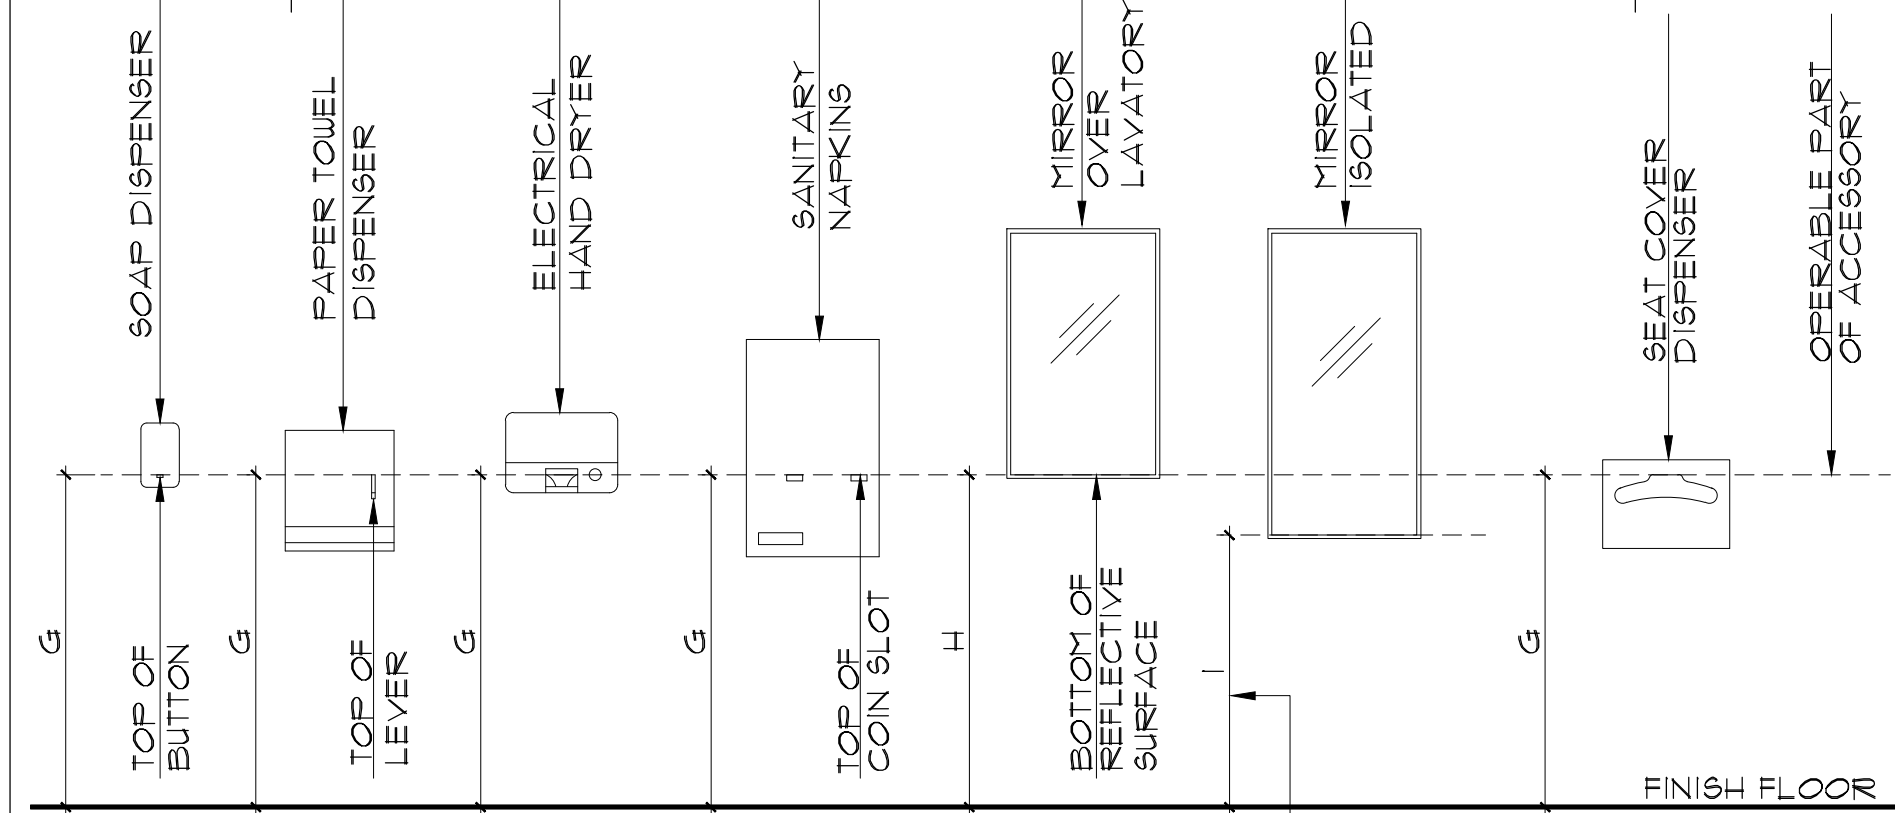 SOAP DISPENSER
PAPER TOWEL
DISPENSER
ELECTRICAL
HAND DRYER
SANITARY
NAPKINS
MIRROR
OVER
LAVATORY
MIRROR
ISOLATED
SEAT COVER
DISPENSER
OPERABLE PART
OF ACCESSORY
G
TOP OF
BUTTON
G
TOP OF
LEVER
G
G
TOP OF
COIN SLOT
H
BOTTOM OF
REFLECTIVE
SURFACE
I
G
FINISH FLOOR